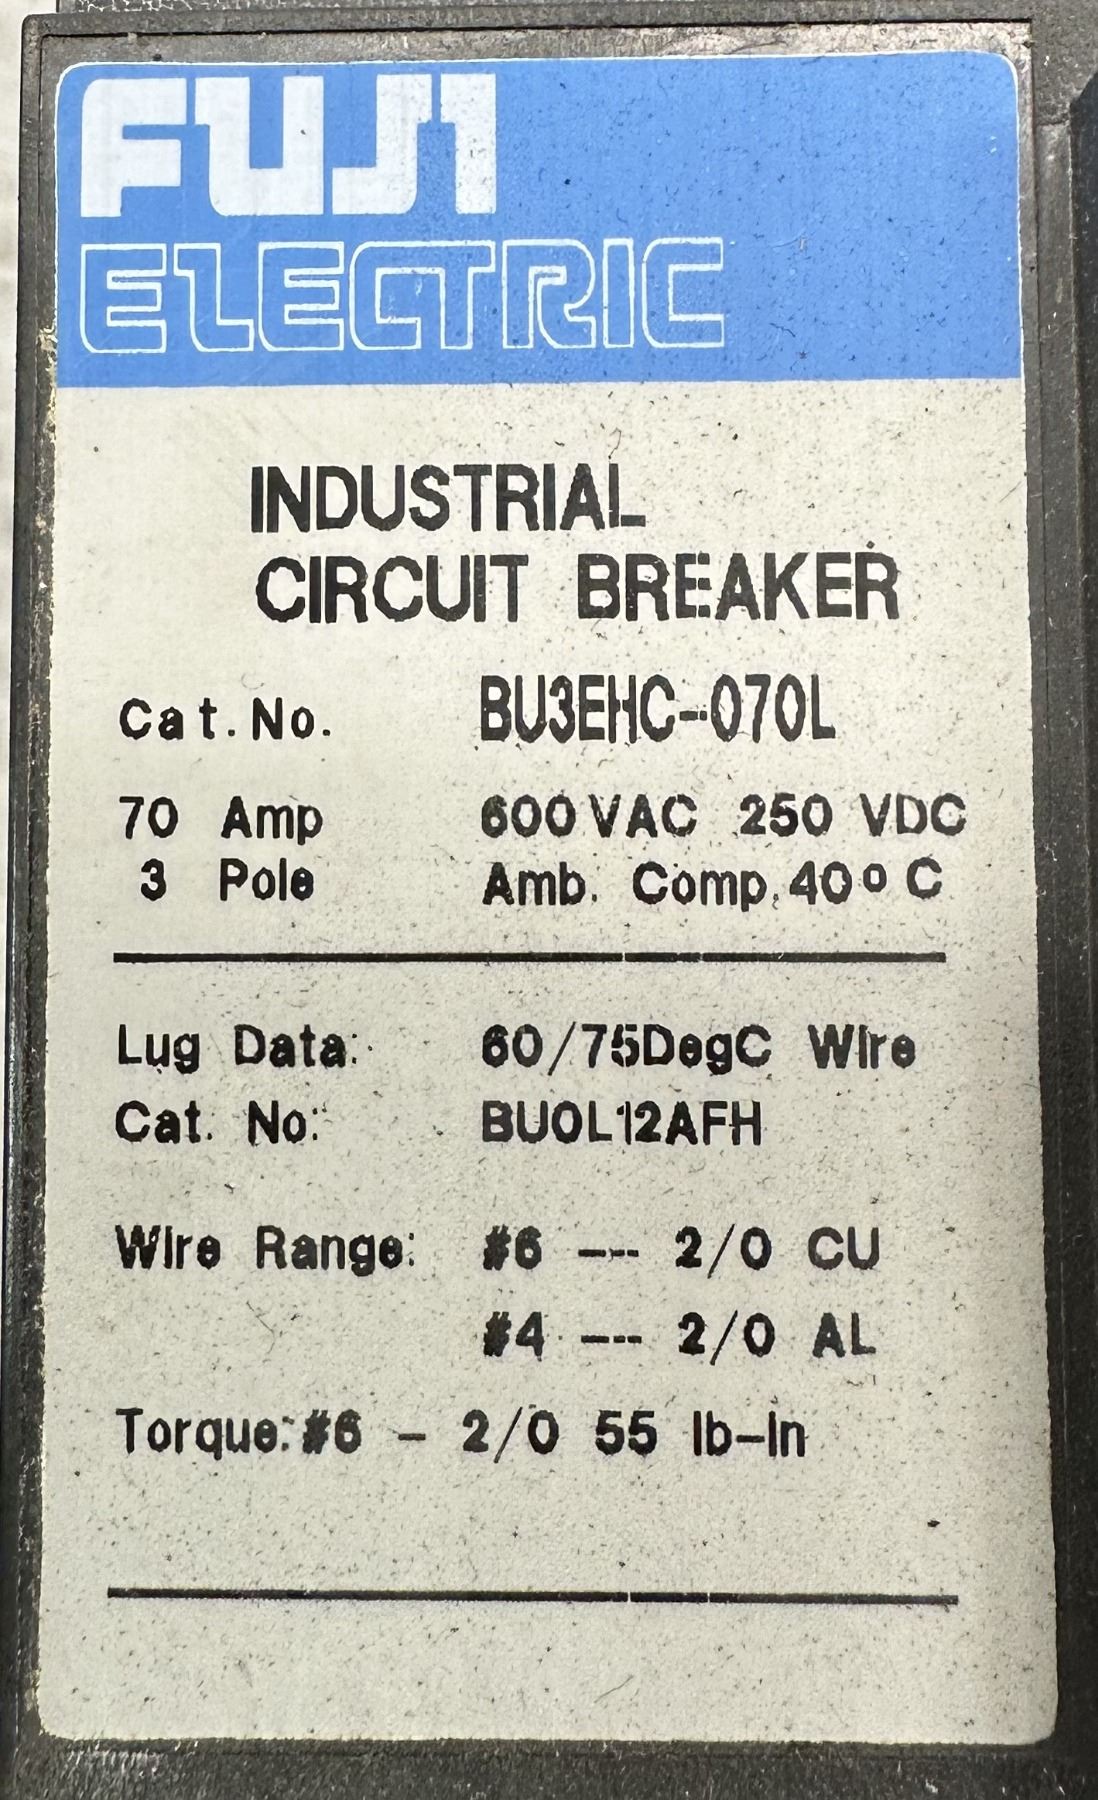 FUJI
ELECTRIC
INDUSTRIAL
CIRCUIT BREAKER
Cat.No. BU3EHC-070L
70 Amp 600 VAC 250 VDC
3 Pole Amb. Comp. 40° C
Lug Data: 60/75DegC Wire
Cat. No: BU0L12AFH
Wire Range: #6 --- 2/0 CU
#4 --- 2/0 AL
Torque: #6 - 2/0 55 lb-in